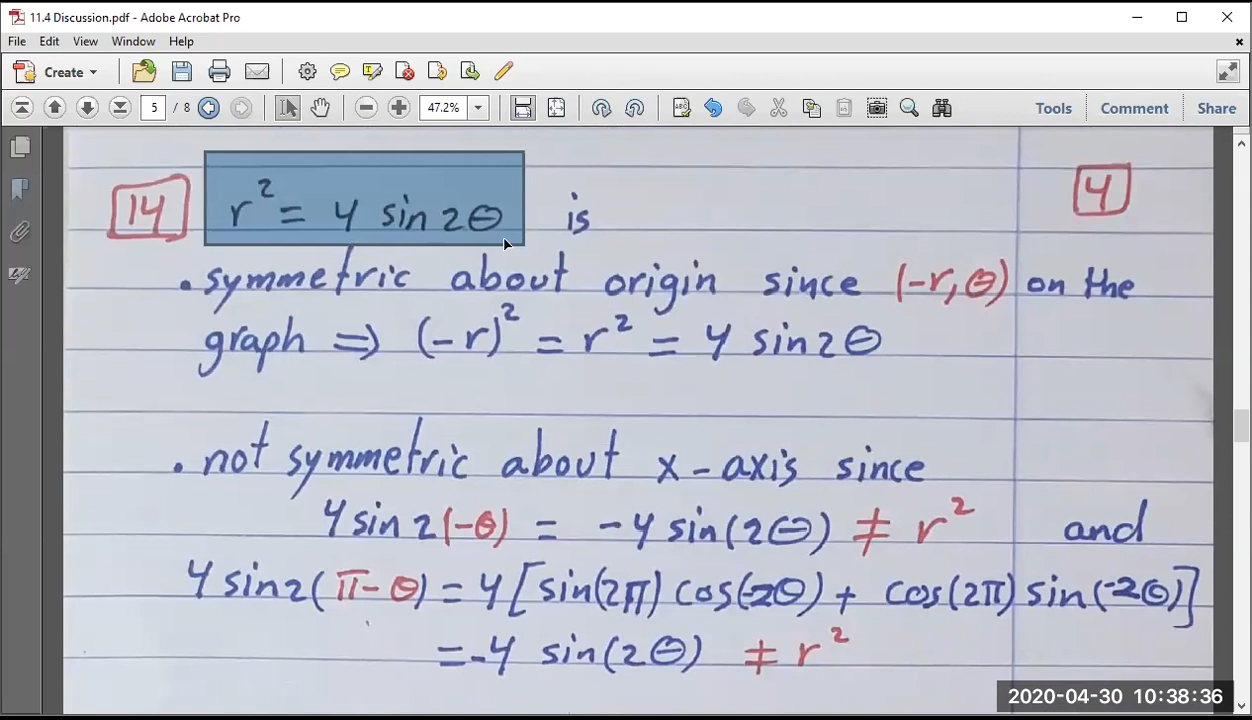 11.4 Discussion.pdf - Adobe Acrobat Pro
File Edit View Window Help
Create
5 / 8 47.2% Tools Comment Share
14 r² = 4 sin 2θ is 4
. symmetric about origin since (-r, θ) on the
graph ⇒ (-r)² = r² = 4 sin 2θ
. not symmetric about x-axis since
4 sin 2(-θ) = -4 sin(2θ) ≠ r² and
4 sin 2(π-θ) = 4[sin(2π) cos(-2θ) + cos(2π) sin(-2θ)]
= -4 sin(2θ) ≠ r²
2020-04-30 10:38:36